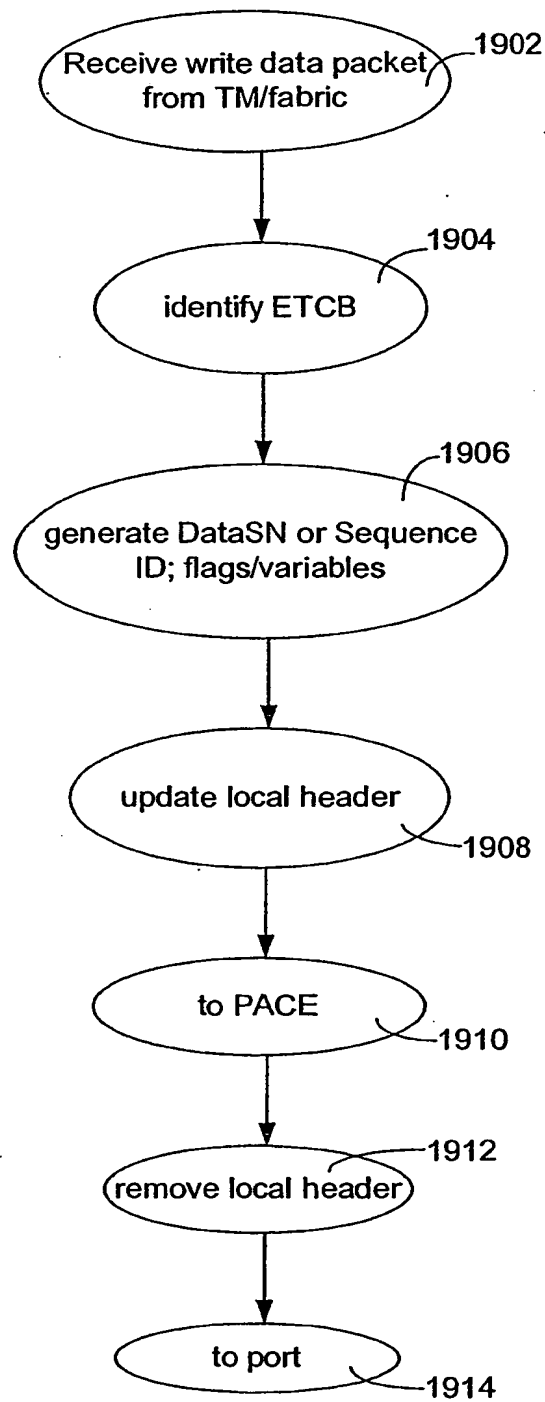 1902
Receive write data packet
from TM/fabric
1904
identify ETCB
1906
generate DataSN or Sequence
ID; flags/variables
update local header
1908
to PACE
1910
1912
remove local header
to port
1914